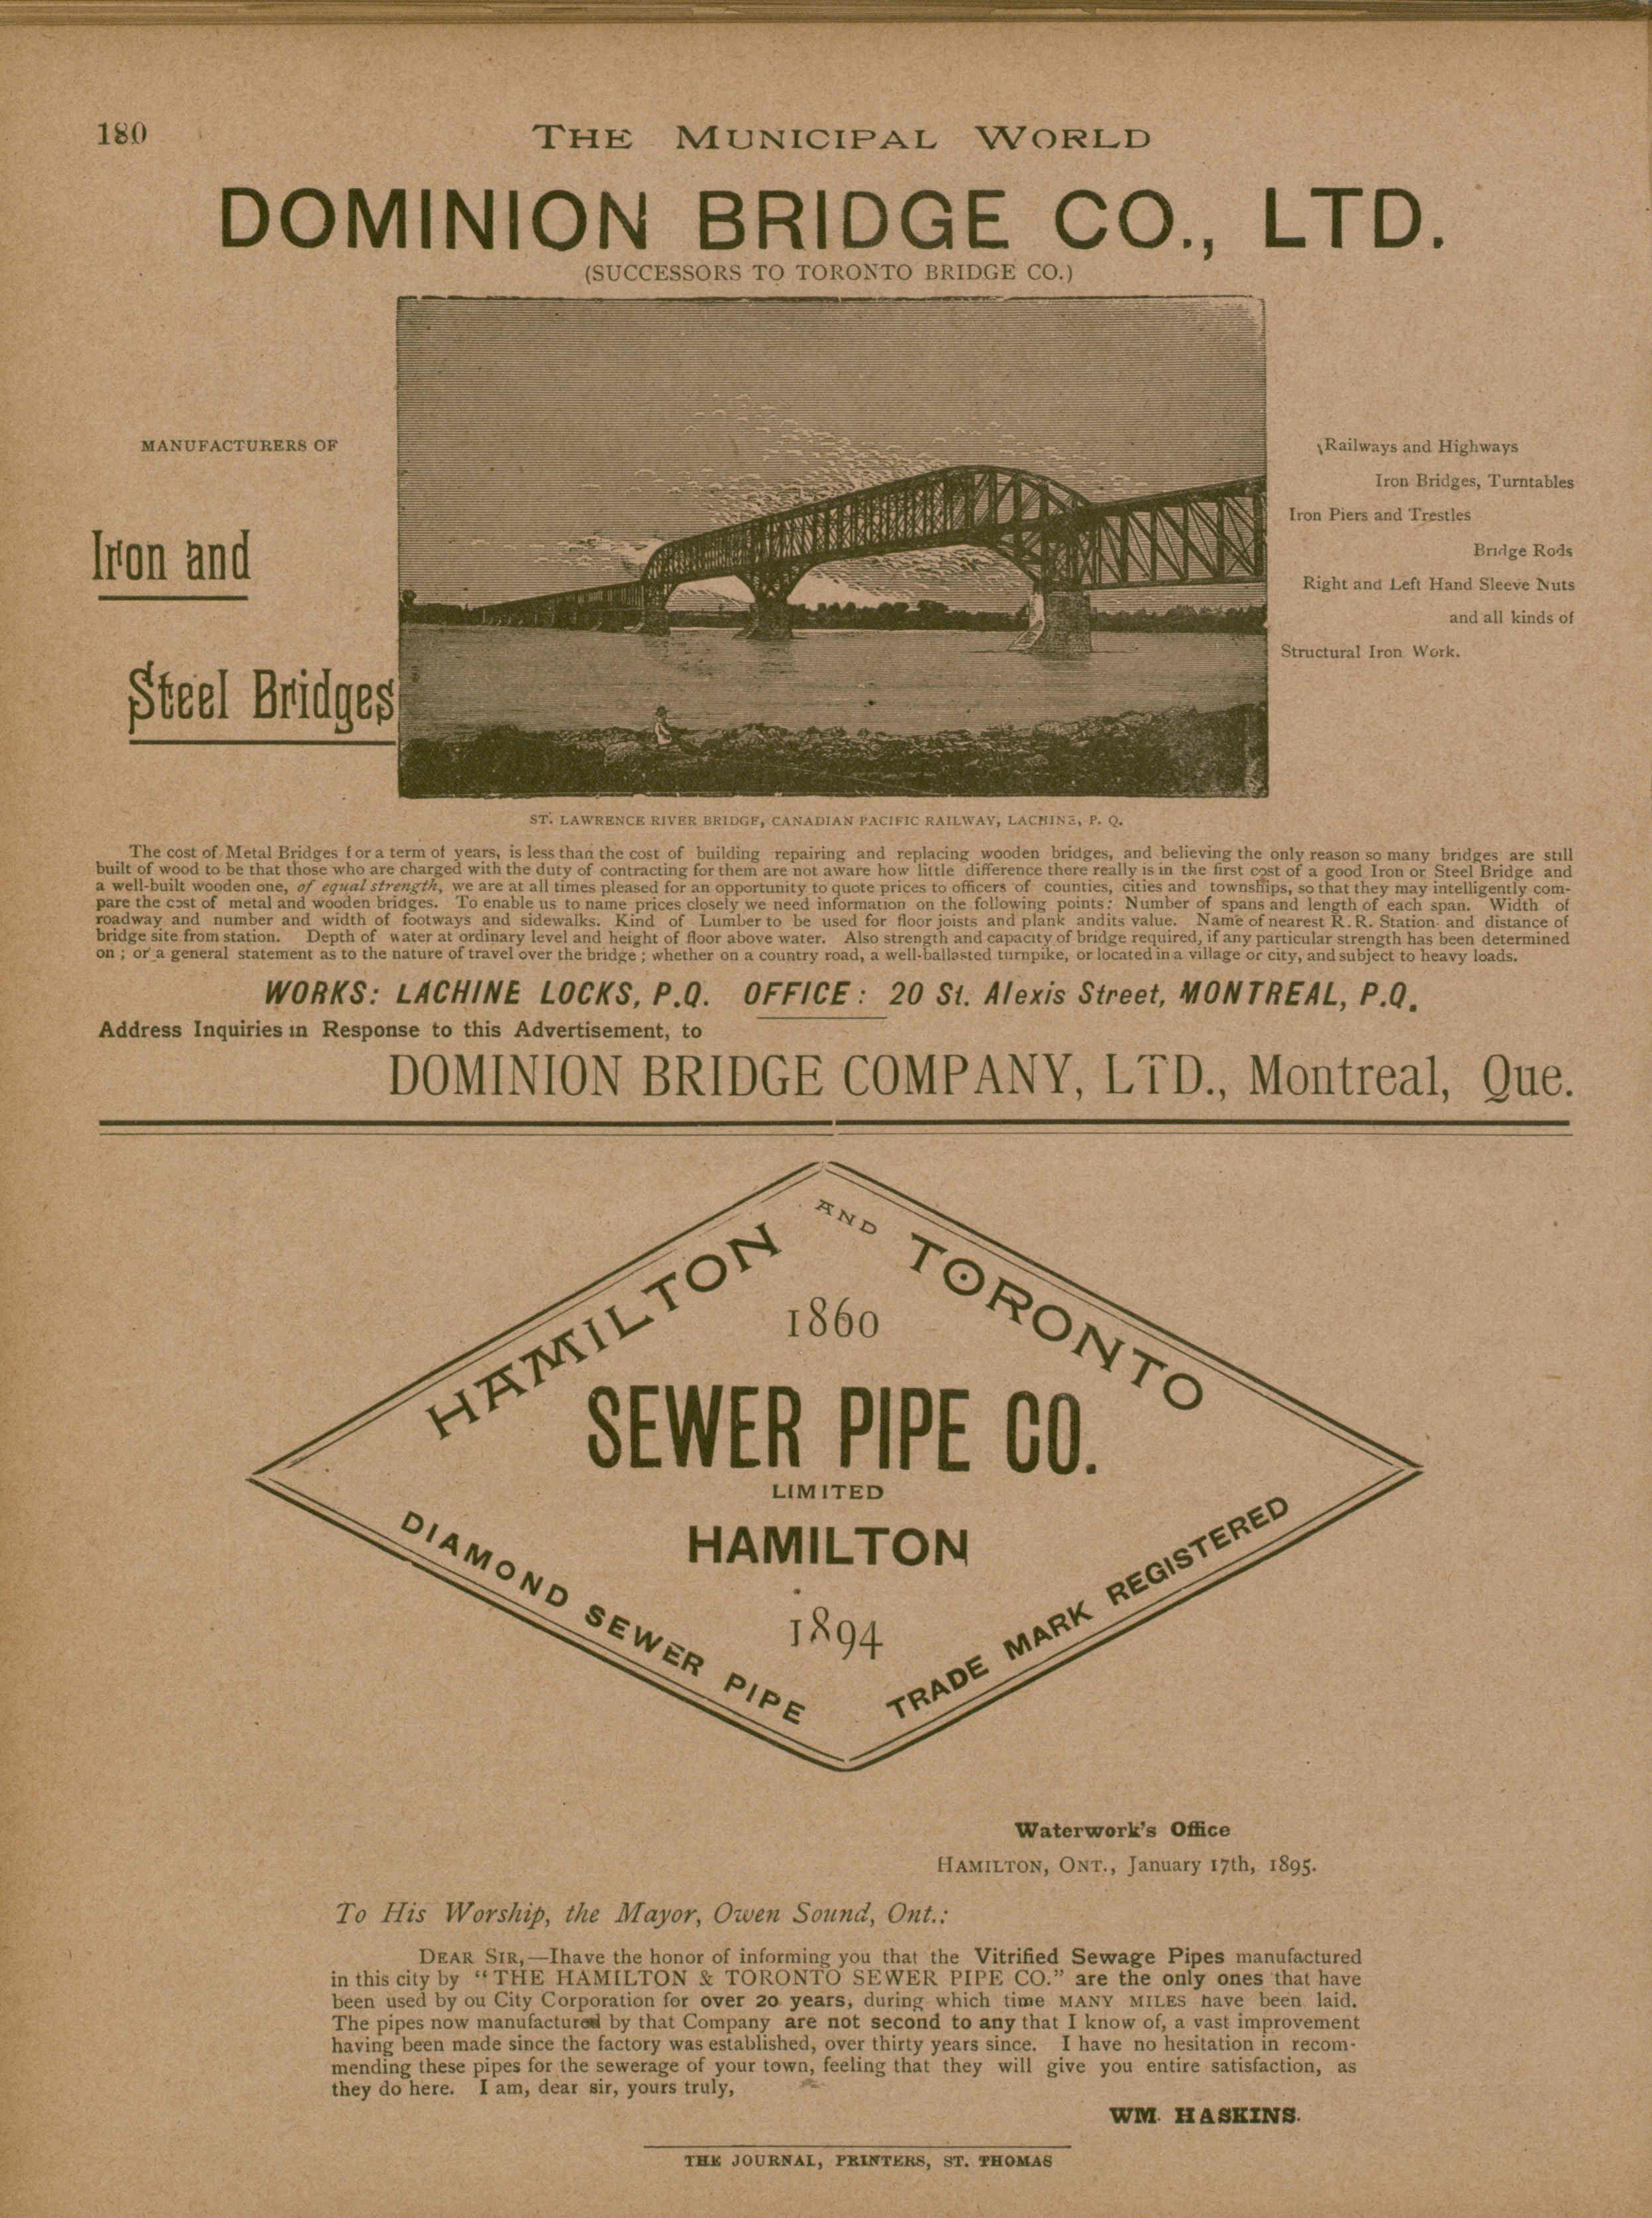 180
THE MUNICIPAL WORLD
DOMINION BRIDGE CO., LTD.
(SUCCESSORS TO TORONTO BRIDGE CO.)
MANUFACTURERS OF
Iron and
Steel Bridges
Railways and Highways
Iron Bridges, Turntables
Iron Piers and Trestles
Bridge Rods
Right and Left Hand Sleeve Nuts
and all kinds of
Structural Iron Work.
ST. LAWRENCE RIVER BRIDGE, CANADIAN PACIFIC RAILWAY, LACHINE, P. Q.
The cost of Metal Bridges for a term of years, is less than the cost of building repairing and replacing wooden bridges, and believing the only reason so many bridges are still
built of wood to be that those who are charged with the duty of contracting for them are not aware how little difference there really is in the first cost of a good Iron or Steel Bridge and
a well-built wooden one, of equal strength, we are at all times pleased for an opportunity to quote prices to officers of counties, cities and townships, so that they may intelligently com-
pare the cost of metal and wooden bridges. To enable us to name prices closely we need information on the following points: Number of spans and length of each span. Width of
roadway and number and width of footways and sidewalks. Kind of Lumber to be used for floor joists and plank andits value. Name of nearest R. R. Station and distance of
bridge site from station. Depth of water at ordinary level and height of floor above water. Also strength and capacity of bridge required, if any particular strength has been determined
on ; or a general statement as to the nature of travel over the bridge ; whether on a country road, a well-ballasted turnpike, or located in a village or city, and subject to heavy loads.
WORKS: LACHINE LOCKS, P.Q. OFFICE: 20 St. Alexis Street, MONTREAL, P.Q.
Address Inquiries in Response to this Advertisement, to
DOMINION BRIDGE COMPANY, LTD., Montreal, Que.
HAMILTON AND TORONTO
1860
SEWER PIPE CO.
LIMITED
HAMILTON
1894
DIAMOND SEWER PIPE
TRADE MARK REGISTERED
Waterwork's Office
HAMILTON, ONT., January 17th, 1895.
To His Worship, the Mayor, Owen Sound, Ont.:
DEAR SIR,—Ihave the honor of informing you that the Vitrified Sewage Pipes manufactured
in this city by "THE HAMILTON & TORONTO SEWER PIPE CO." are the only ones that have
been used by ou City Corporation for over 20 years, during which time MANY MILES have been laid.
The pipes now manufactured by that Company are not second to any that I know of, a vast improvement
having been made since the factory was established, over thirty years since. I have no hesitation in recom-
mending these pipes for the sewerage of your town, feeling that they will give you entire satisfaction, as
they do here. I am, dear sir, yours truly,
WM. HASKINS.
THE JOURNAL, PRINTERS, ST. THOMAS